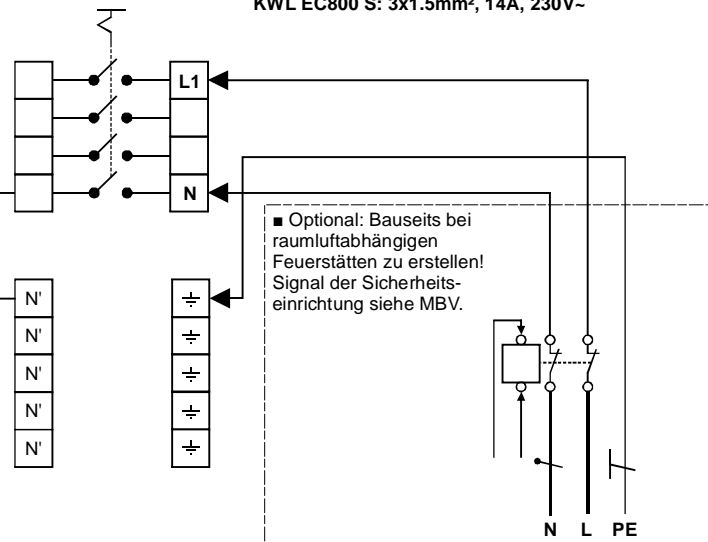 KWL EC800 S: 3x1.5mm², 14A, 230V~
L1
N
■ Optional: Bauseits bei
raumluftabhängigen
Feuerstätten zu erstellen!
Signal der Sicherheits-
einrichtung siehe MBV.
N'
N'
N'
N'
N'
N L PE